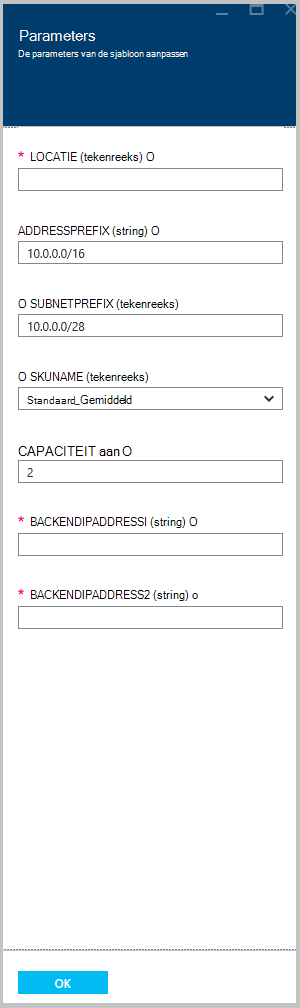 Parameters
De parameters van de sjabloon aanpassen
* LOCATIE (tekenreeks) O
ADDRESSPREFIX (string) O
10.0.0.0/16
O SUBNETPREFIX (tekenreeks)
10.0.0.0/28
O SKUNAME (tekenreeks)
Standaard_Gemiddeld
CAPACITEIT aan O
2
* BACKENDIPADDRESSI (string) O
* BACKENDIPADDRESS2 (string) o
OK